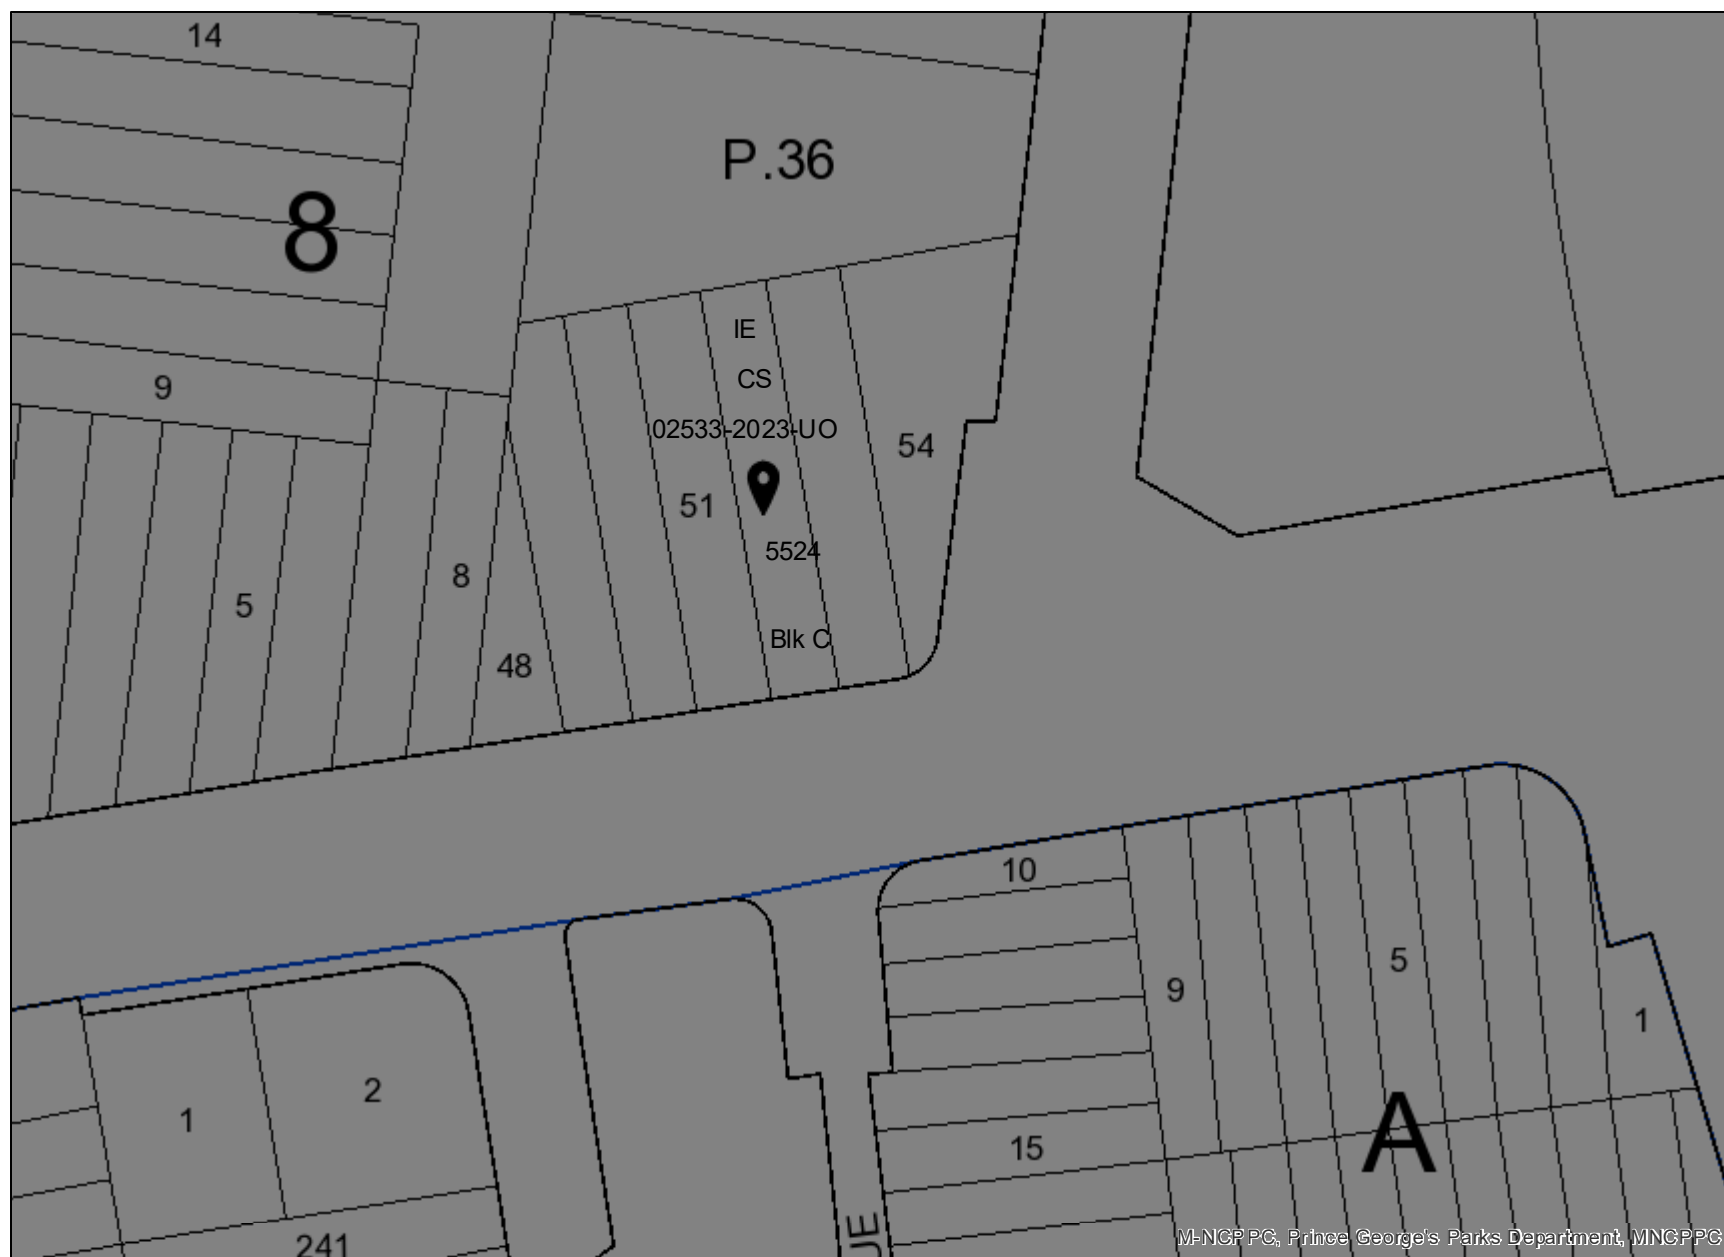 14
P.36
8
IE
CS
9
02533-2023-UO
54
51
5524
8
5
Blk C
48
10
5
9
1
2
1
A
15
UE
241
M-NCPPC, Prince George's Parks Department, MNCPPC